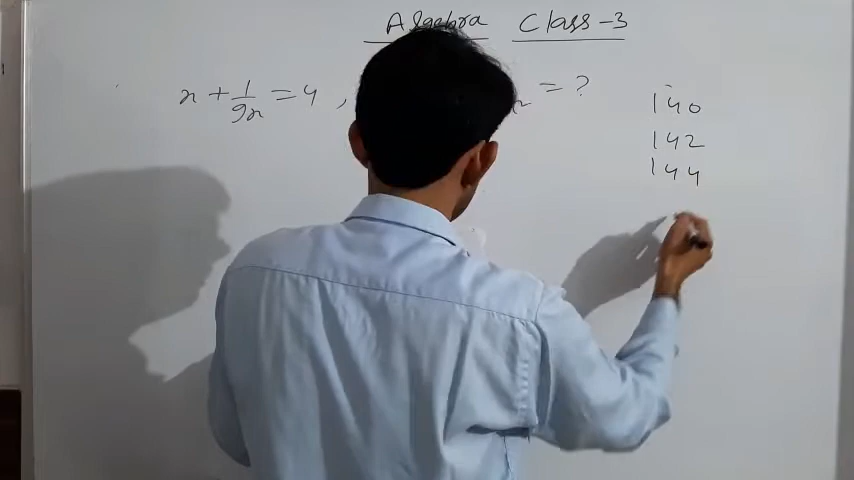 Algebra Class-3
x + 1/9x = 4 , = ?
140
142
144